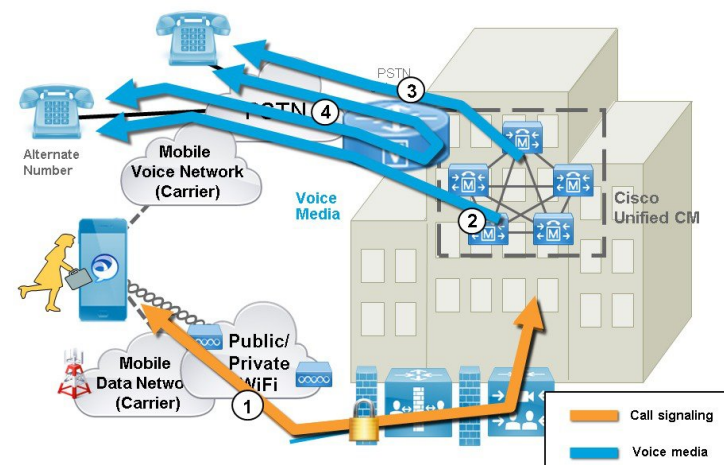 PSTN
3
PSTN
4
Alternate
Number
Mobile
Voice Network
(Carrier)
Voice
Media
V
M
M
M
M
M
2
Cisco
Unified CM
Public/
Private
WiFi
Mobile
Data Netwo
(Carrier)
1
Call signaling
Voice media